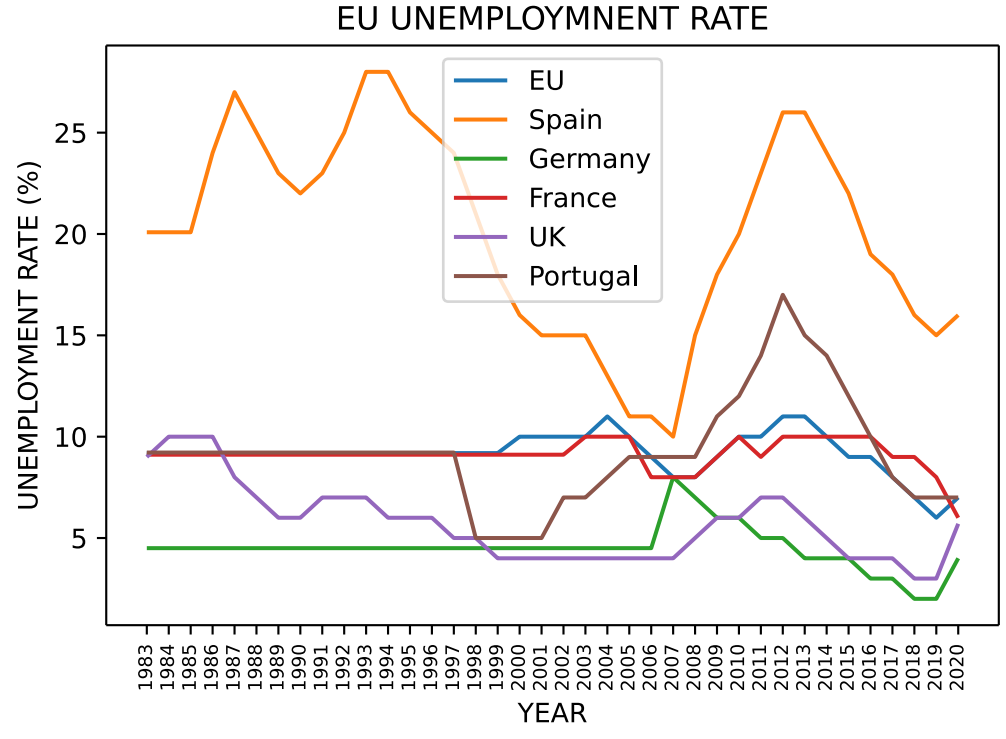 EU UNEMPLOYMNENT RATE
EU
Spain
Germany
France
UK
Portugal
UNEMPLOYMENT RATE (%)
25
20
15
10
5
1983 1984 1985 1986 1987 1988 1989 1990 1991 1992 1993 1994 1995 1996 1997 1998 1999 2000 2001 2002 2003 2004 2005 2006 2007 2008 2009 2010 2011 2012 2013 2014 2015 2016 2017 2018 2019 2020
YEAR